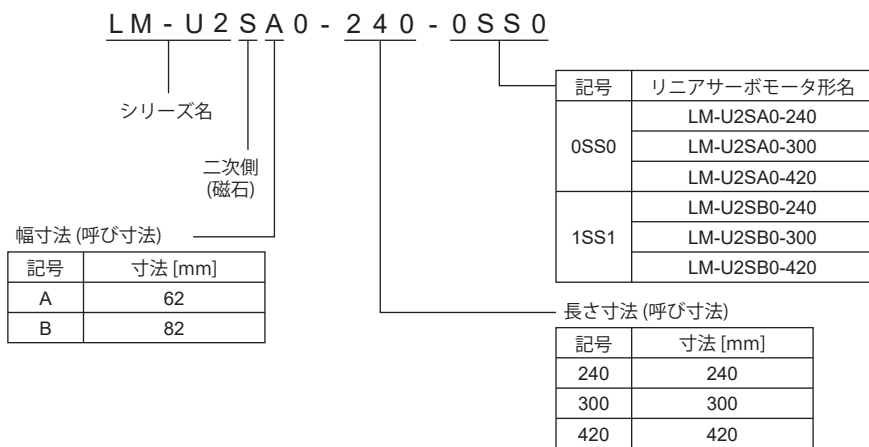 LM-U2SA0-240-0SS0
シリーズ名
二次側
(磁石)
幅寸法 (呼び寸法)
記号 寸法 [mm]
A 62
B 82
記号 リニアサーボモータ形名
0SS0 LM-U2SA0-240
LM-U2SA0-300
LM-U2SA0-420
1SS1 LM-U2SB0-240
LM-U2SB0-300
LM-U2SB0-420
長さ寸法 (呼び寸法)
記号 寸法 [mm]
240 240
300 300
420 420